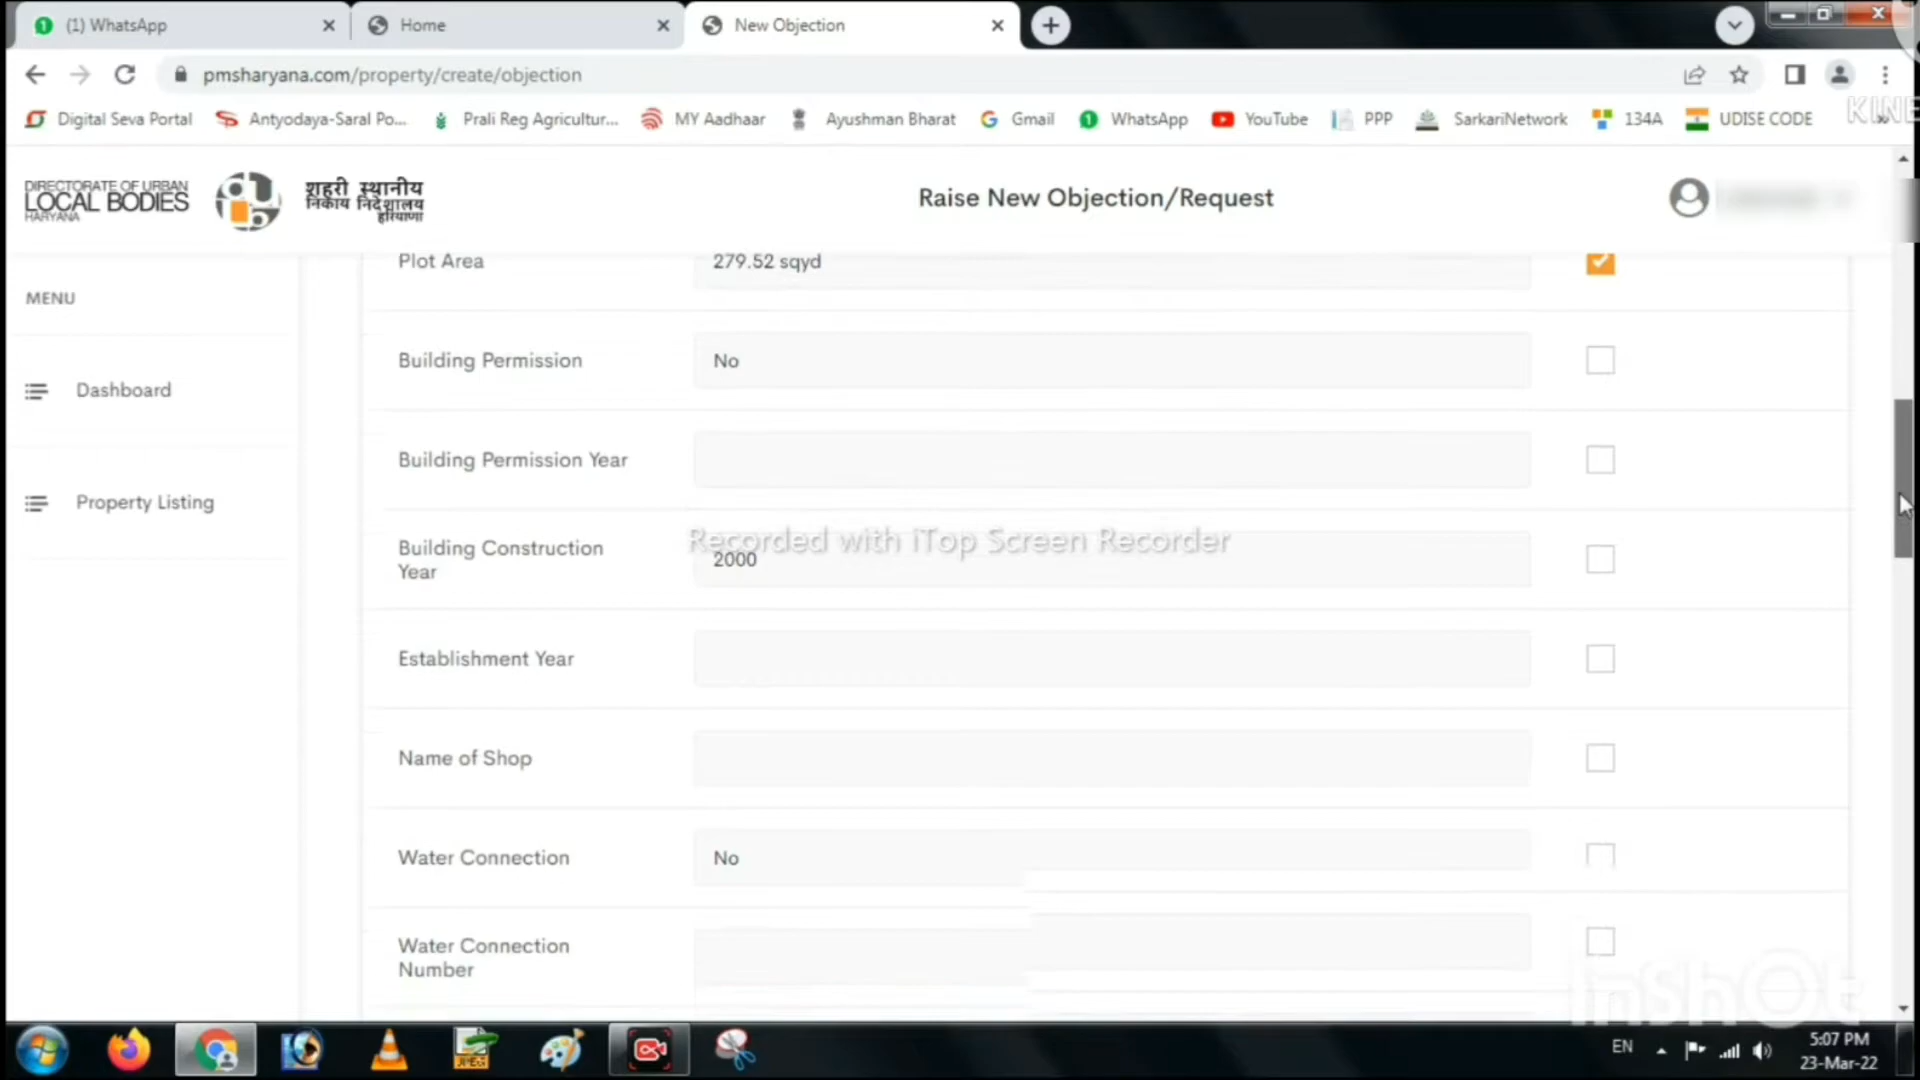 (1) WhatsApp
Home
New Objection
pmsharyana.com/property/create/objection
Digital Seva Portal
Antyodaya-Saral Po...
Prali Reg Agricultur...
MY Aadhaar
Ayushman Bharat
Gmail
WhatsApp
YouTube
PPP
SarkariNetwork
134A
UDISE CODE
KINE
DIRECTORATE OF URBAN
LOCAL BODIES
HARYANA
शहरी स्थानीय
निकाय निदेशालय
हरियाणा
Raise New Objection/Request
MENU
Dashboard
Property Listing
Plot Area
279.52 sqyd
Building Permission
No
Building Permission Year
Recorded with iTop Screen Recorder
Building Construction
Year
2000
Establishment Year
Name of Shop
Water Connection
No
Water Connection
Number
InShOt
EN
5:07 PM
23-Mar-22